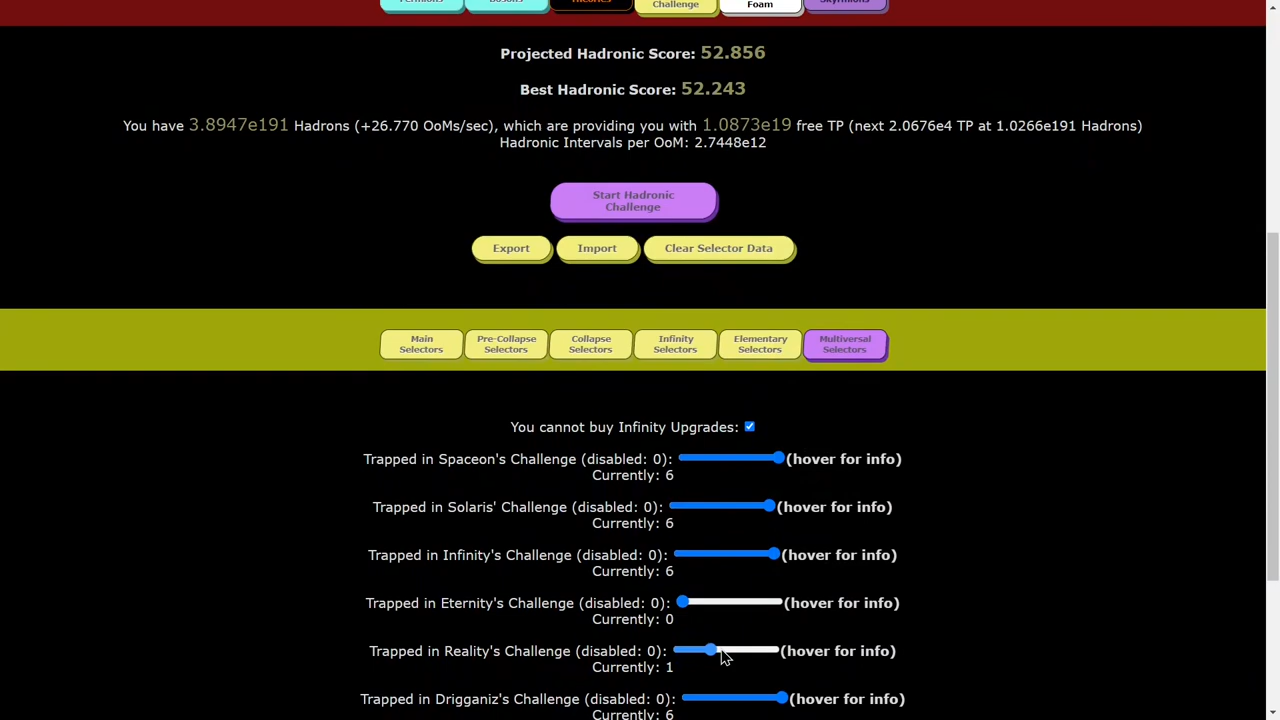 Fermions Bosons Theories Skyrmions
Challenge Foam
Projected Hadronic Score: 52.856
Best Hadronic Score: 52.243
You have 3.8947e191 Hadrons (+26.770 OoMs/sec), which are providing you with 1.0873e19 free TP (next 2.0676e4 TP at 1.0266e191 Hadrons)
Hadronic Intervals per OoM: 2.7448e12
Start Hadronic
Challenge
Export Import Clear Selector Data
Main Pre-Collapse Collapse Infinity Elementary Multiversal
Selectors Selectors Selectors Selectors Selectors Selectors
You cannot buy Infinity Upgrades:
Trapped in Spaceon's Challenge (disabled: 0): (hover for info)
Currently: 6
Trapped in Solaris' Challenge (disabled: 0): (hover for info)
Currently: 6
Trapped in Infinity's Challenge (disabled: 0): (hover for info)
Currently: 6
Trapped in Eternity's Challenge (disabled: 0): (hover for info)
Currently: 0
Trapped in Reality's Challenge (disabled: 0): (hover for info)
Currently: 1
Trapped in Drigganiz's Challenge (disabled: 0): (hover for info)
Currently: 6